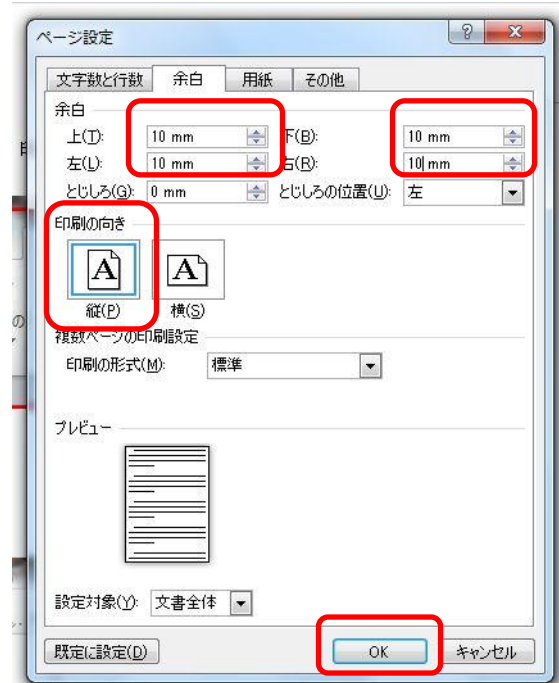 ページ設定
文字数と行数 余白 用紙 その他
余白
上(T): 10 mm 下(B): 10 mm
左(L): 10 mm 右(R): 10 mm
とじしろ(G): 0 mm とじしろの位置(U): 左
印刷の向き
A A
縦(P) 横(S)
複数ページの印刷設定
印刷の形式(M): 標準
プレビュー
設定対象(Y): 文書全体
既定に設定(D) OK キャンセル